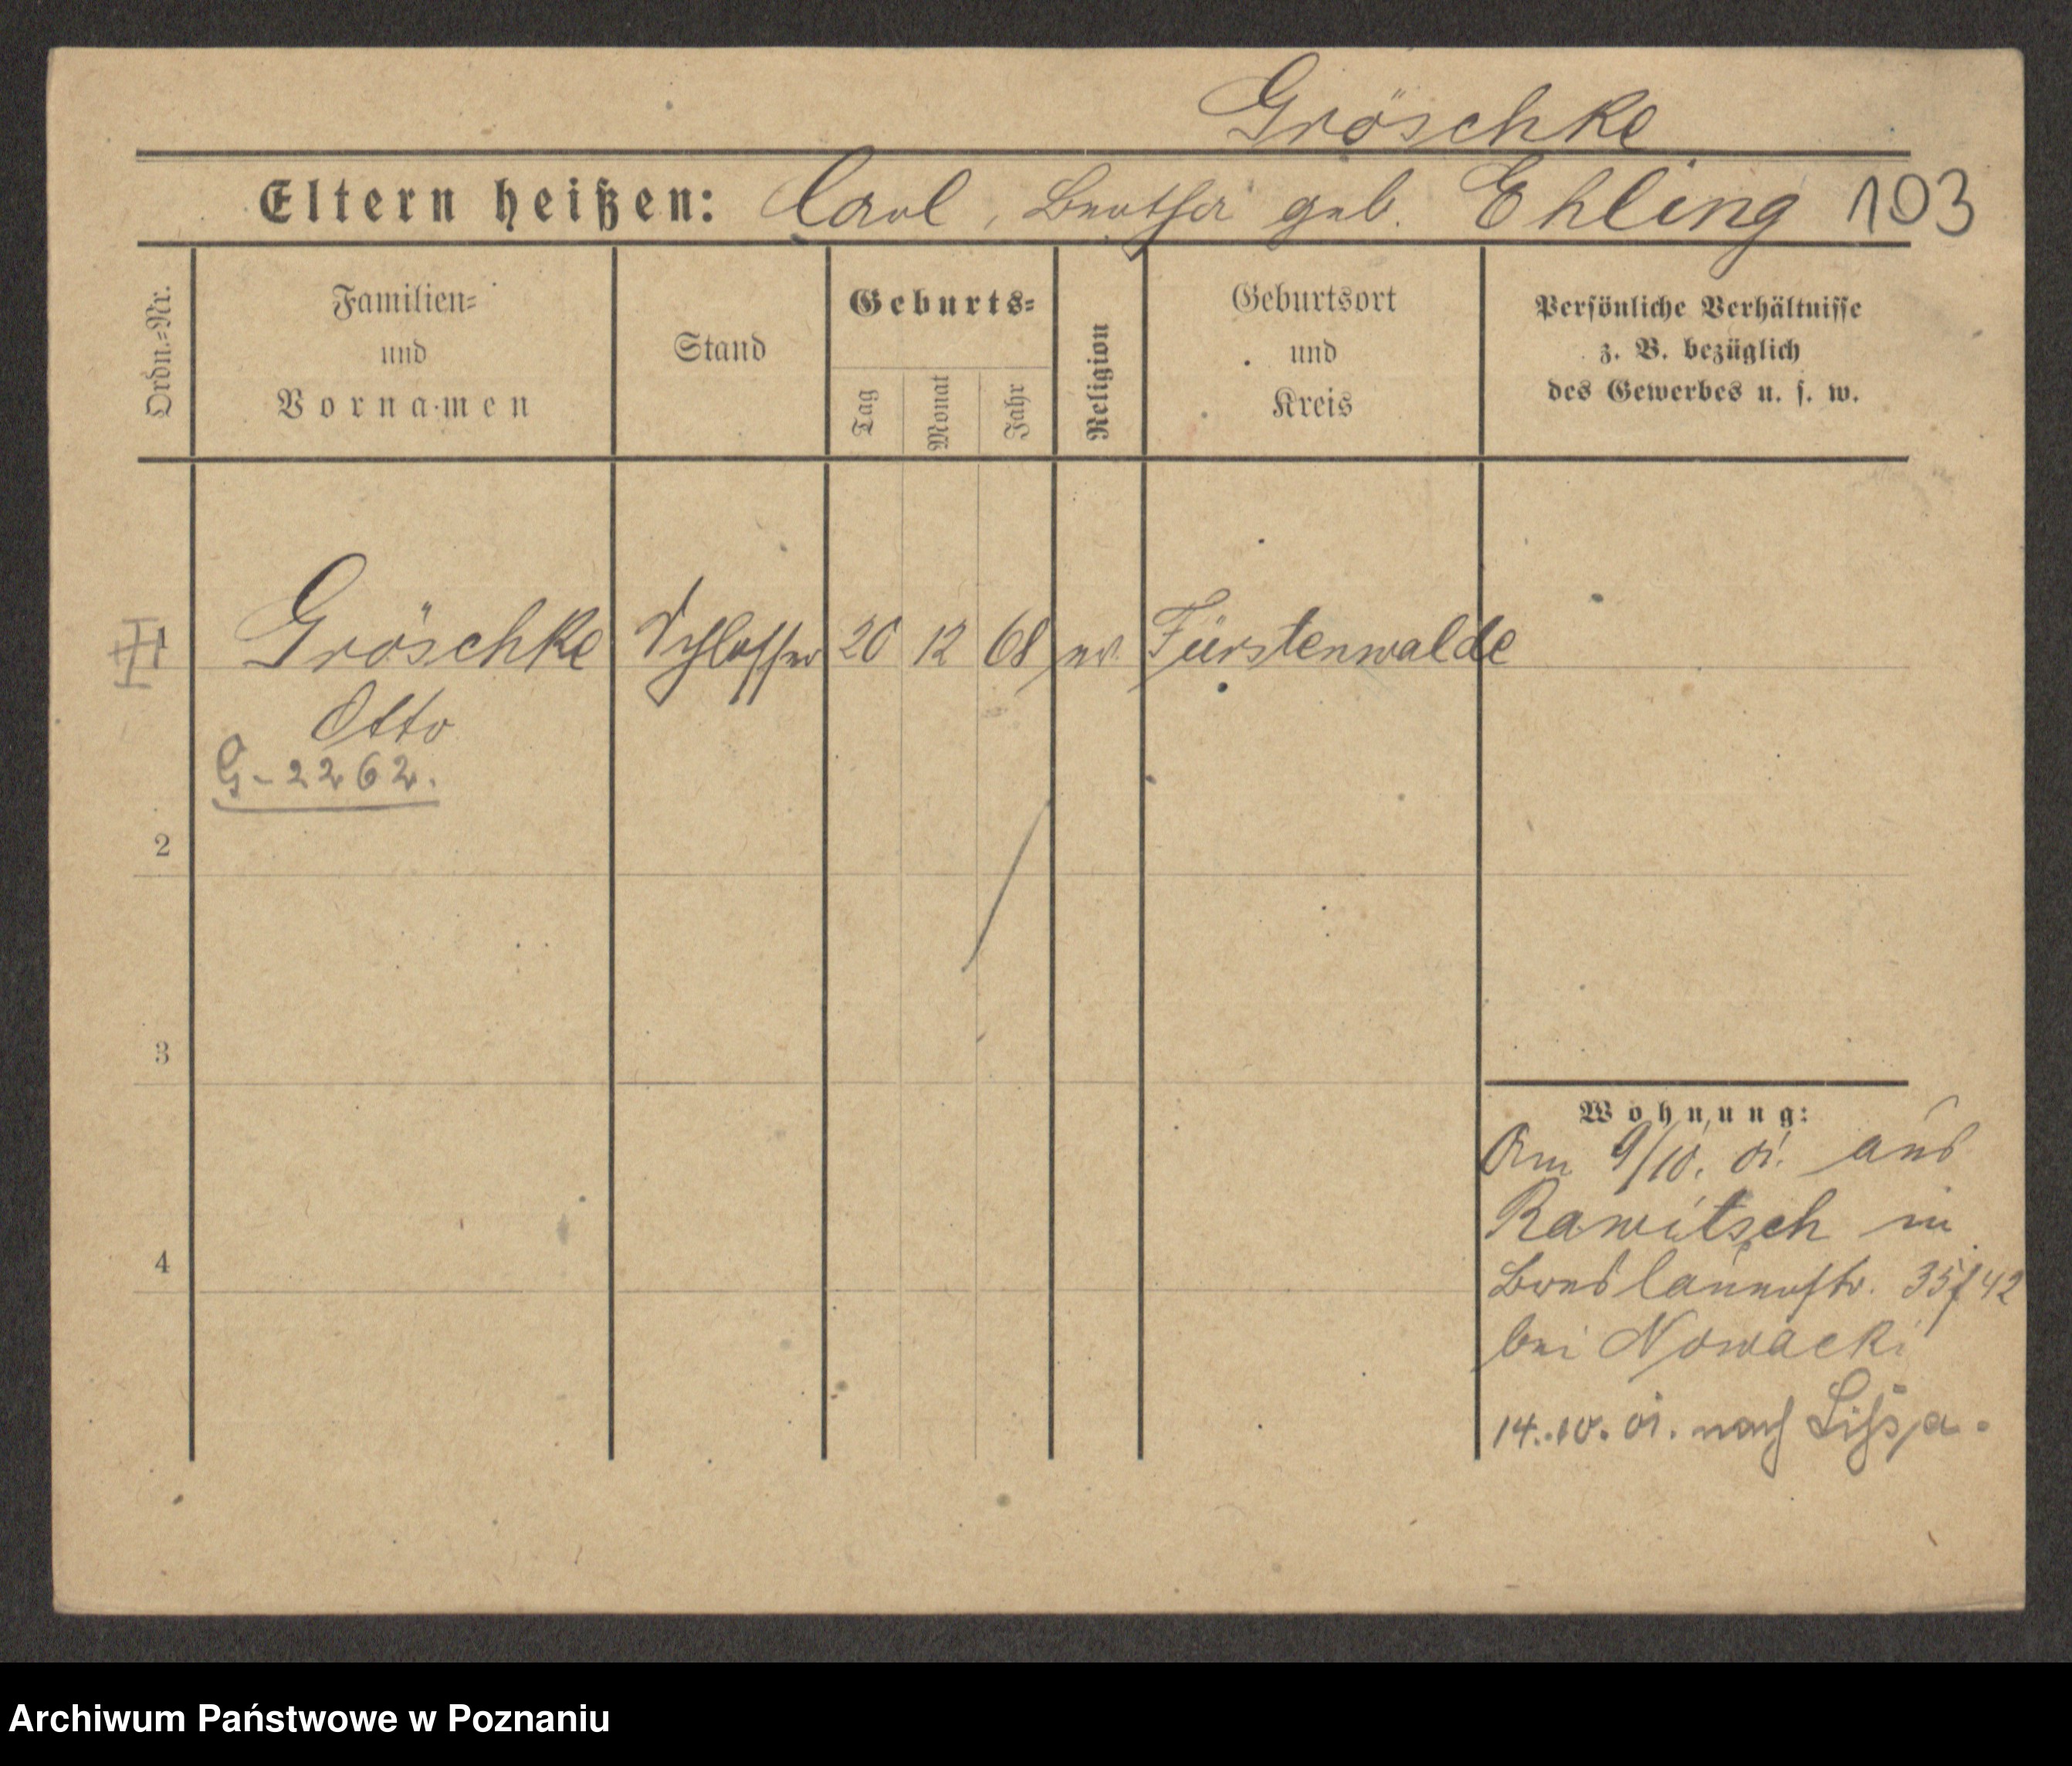 Gröschke
Eltern heißen: Carl, Bertha geb. Ehling 103
Ordn.-Nr.
Familien-
und
Vornamen
Stand
Geburts-
Tag
Monat
Jahr
Religion
Geburtsort
und
Kreis
Persönliche Verhältnisse
z. B. bezüglich
des Gewerbes u. s. w.
1 Gröschke Schlosser 20 12 68 ev. Fürstenwalde
Otto
G-2262.
2
3
4
Wohnung:
Am 9/10. 01. aus
Rawitsch in
Breslauerstr. 35/42
bei Nowacki
14.10.01. nach Lissa.
Archiwum Państwowe w Poznaniu